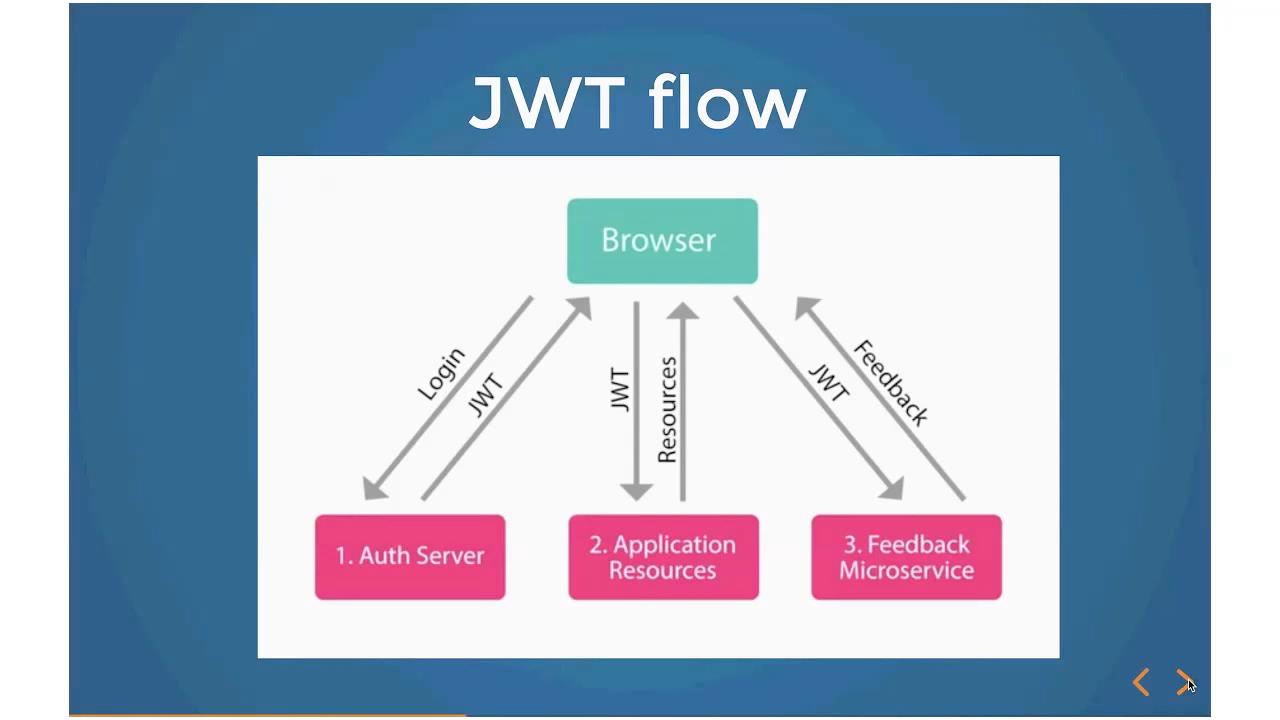 JWT flow
Browser
Login
JWT
JWT
Resources
JWT
Feedback
1. Auth Server
2. Application
Resources
3. Feedback
Microservice